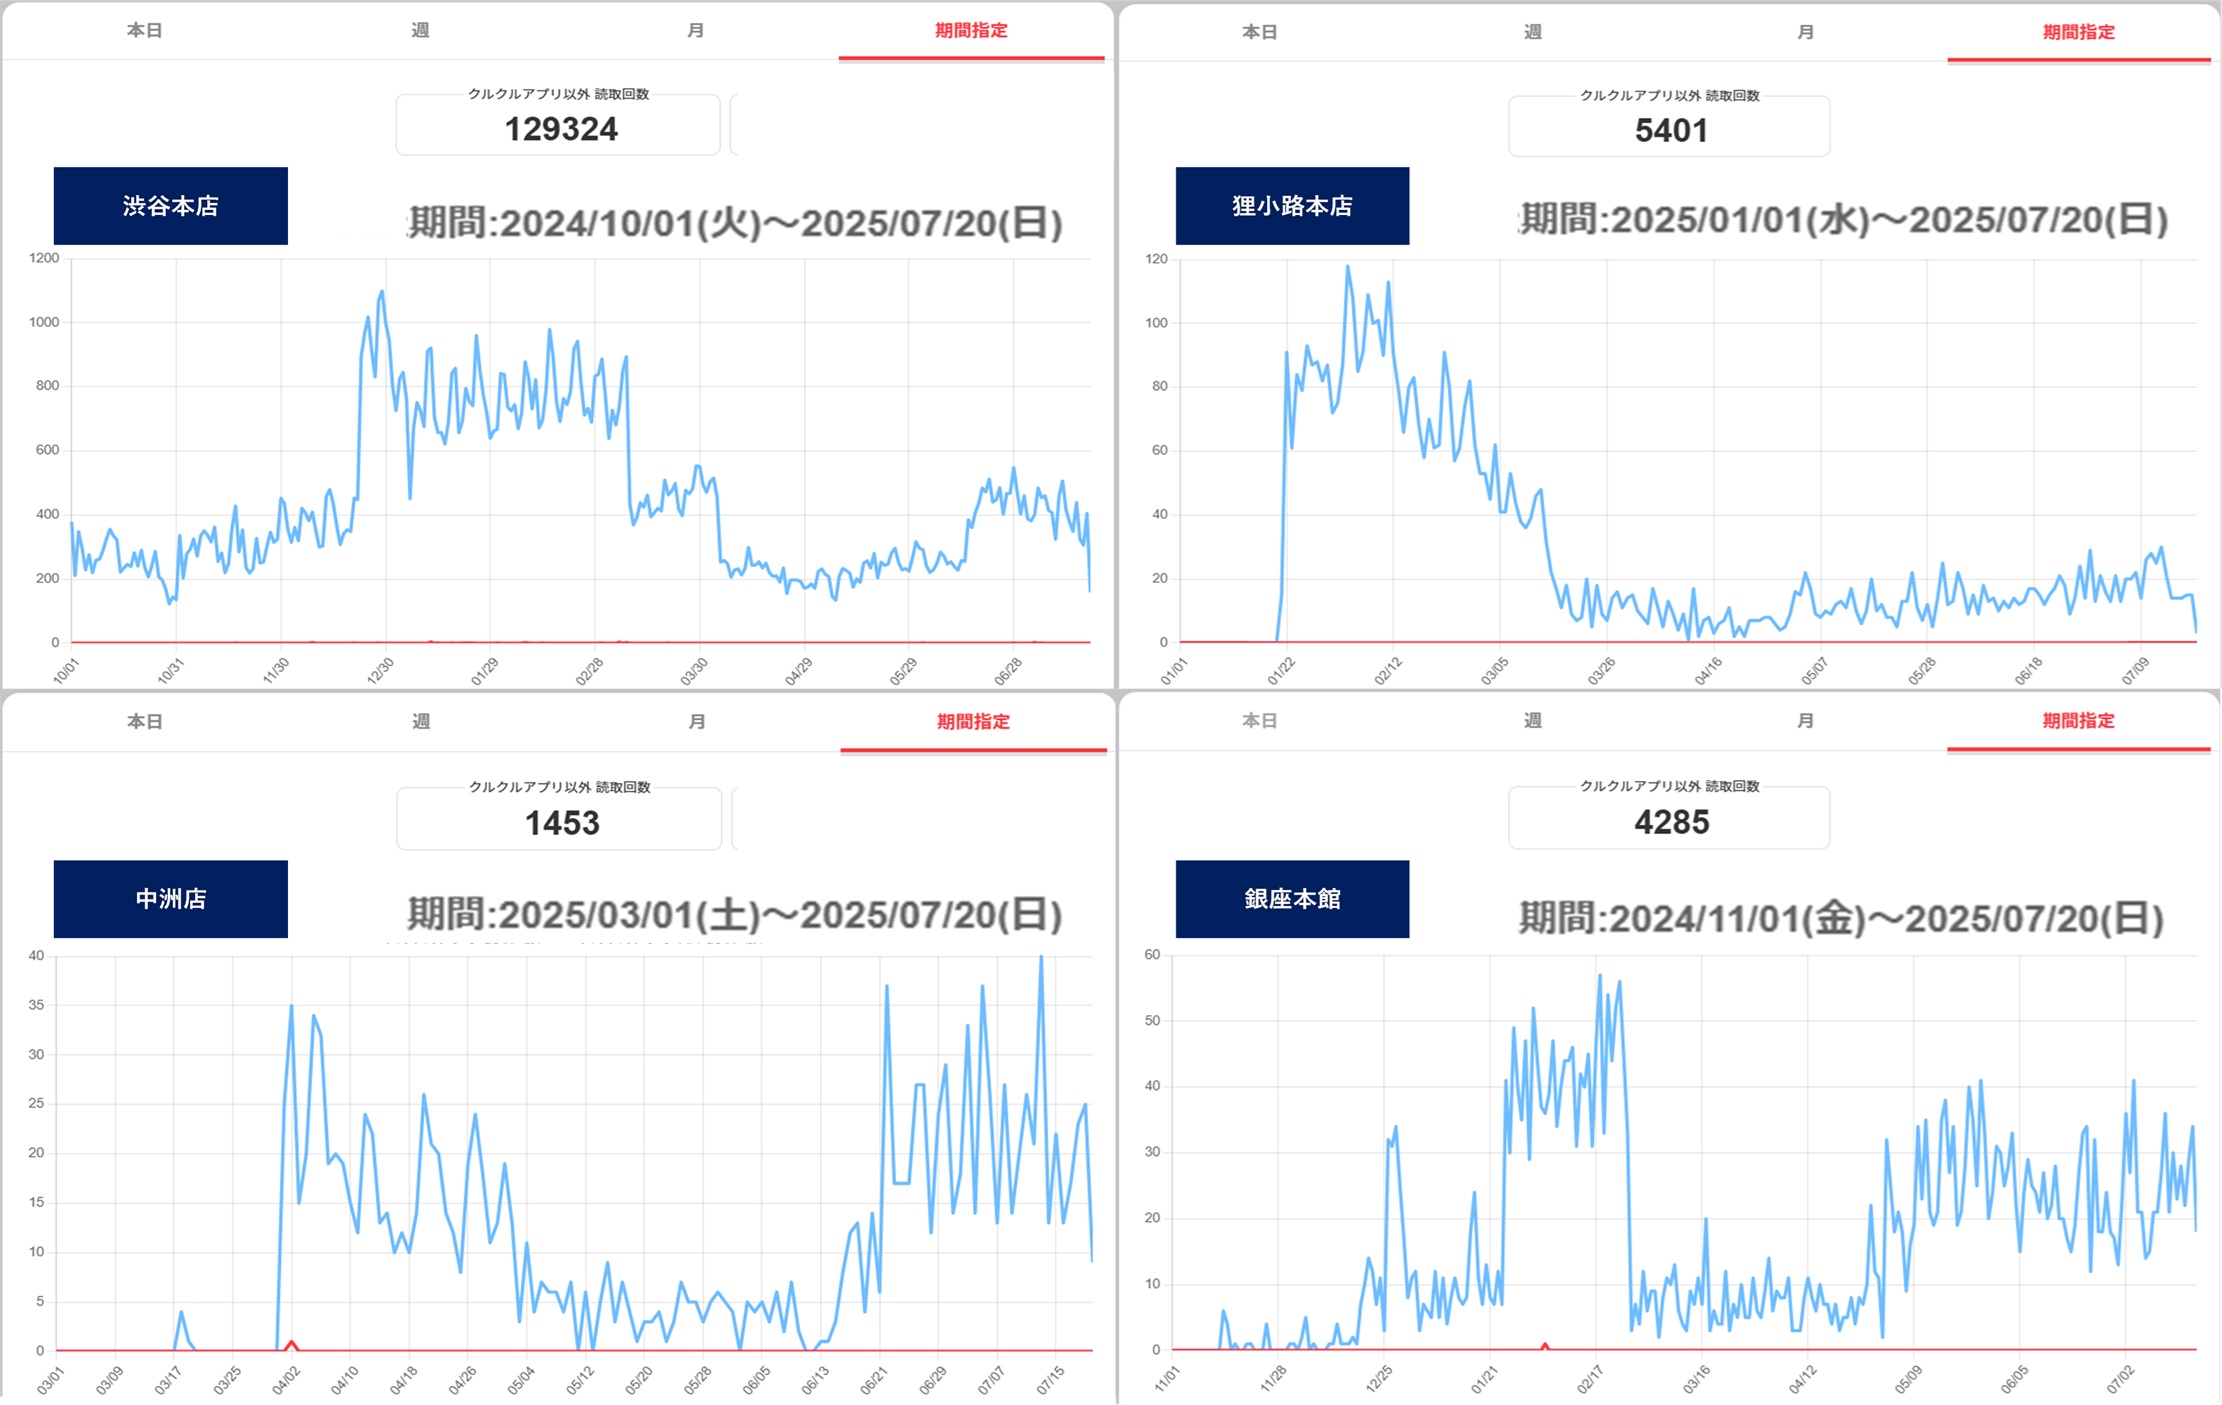 本日 週 月 期間指定
クルクルアプリ以外 読取回数
129324
渋谷本店
期間:2024/10/01(火)～2025/07/20(日)
1200
1000
800
600
400
200
0
10/01 10/31 11/30 12/30 01/29 02/28 03/30 04/29 05/29 06/28
本日 週 月 期間指定
クルクルアプリ以外 読取回数
5401
狸小路本店
期間:2025/01/01(水)～2025/07/20(日)
120
100
80
60
40
20
0
01/01 01/22 02/12 03/05 03/26 04/16 05/07 05/28 06/18 07/09
本日 週 月 期間指定
クルクルアプリ以外 読取回数
1453
中洲店
期間:2025/03/01(土)～2025/07/20(日)
40
35
30
25
20
15
10
5
0
03/01 03/09 03/17 03/25 04/02 04/10 04/18 04/26 05/04 05/12 05/20 05/28 06/05 06/13 06/21 06/29 07/07 07/15
本日 週 月 期間指定
クルクルアプリ以外 読取回数
4285
銀座本館
期間:2024/11/01(金)～2025/07/20(日)
60
50
40
30
20
10
0
11/01 11/28 12/25 01/21 02/17 03/16 04/12 05/09 06/05 07/02